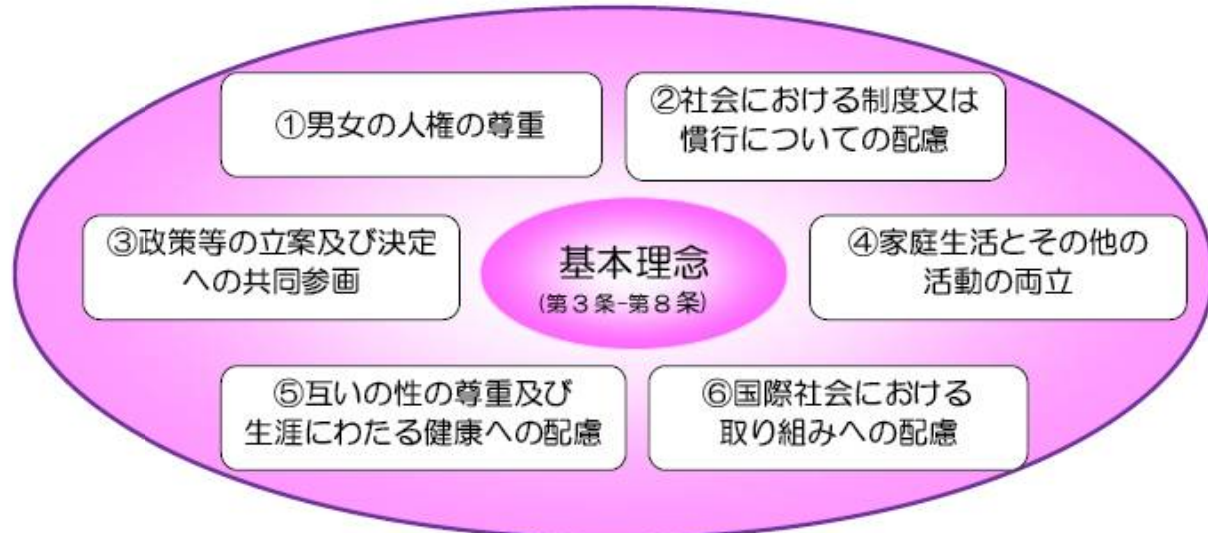 ①男女の人権の尊重
②社会における制度又は
慣行についての配慮
③政策等の立案及び決定
への共同参画
基本理念
(第3条-第8条)
④家庭生活とその他の
活動の両立
⑤互いの性の尊重及び
生涯にわたる健康への配慮
⑥国際社会における
取り組みへの配慮